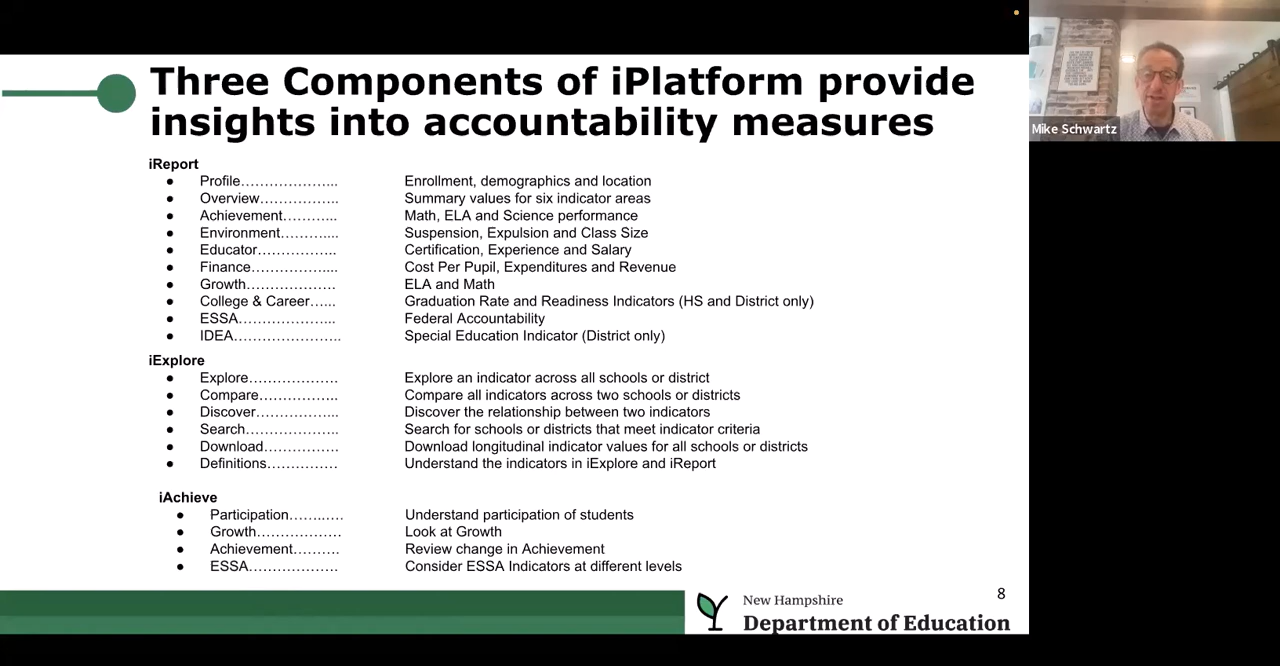 Three Components of iPlatform provide
insights into accountability measures
iReport
● Profile………………... Enrollment, demographics and location
● Overview…………….. Summary values for six indicator areas
● Achievement………... Math, ELA and Science performance
● Environment……….... Suspension, Expulsion and Class Size
● Educator…………….. Certification, Experience and Salary
● Finance…………….... Cost Per Pupil, Expenditures and Revenue
● Growth………………. ELA and Math
● College & Career…... Graduation Rate and Readiness Indicators (HS and District only)
● ESSA………………... Federal Accountability
● IDEA………………….. Special Education Indicator (District only)
iExplore
● Explore………………. Explore an indicator across all schools or district
● Compare…………….. Compare all indicators across two schools or districts
● Discover……………... Discover the relationship between two indicators
● Search……………….. Search for schools or districts that meet indicator criteria
● Download……………. Download longitudinal indicator values for all schools or districts
● Definitions…………… Understand the indicators in iExplore and iReport
iAchieve
● Participation……..…. Understand participation of students
● Growth……………… Look at Growth
● Achievement………. Review change in Achievement
● ESSA………………. Consider ESSA Indicators at different levels
8
New Hampshire
Department of Education
Mike Schwartz